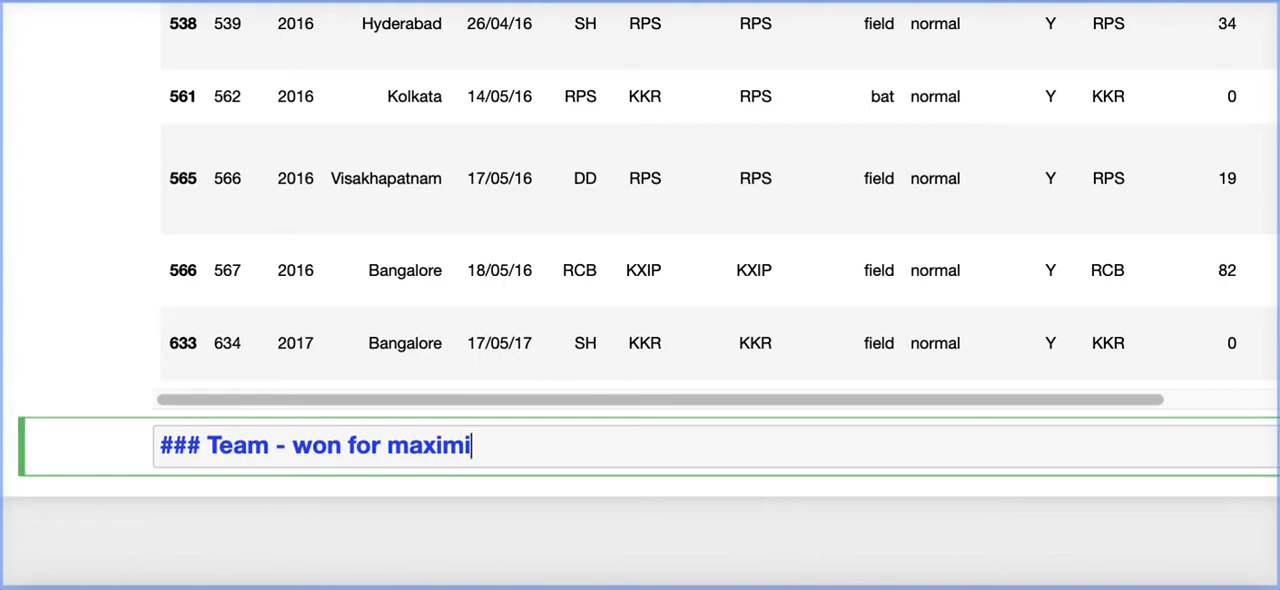 538 539 2016 Hyderabad 26/04/16 SH RPS RPS field normal Y RPS 34
561 562 2016 Kolkata 14/05/16 RPS KKR RPS bat normal Y KKR 0
565 566 2016 Visakhapatnam 17/05/16 DD RPS RPS field normal Y RPS 19
566 567 2016 Bangalore 18/05/16 RCB KXIP KXIP field normal Y RCB 82
633 634 2017 Bangalore 17/05/17 SH KKR KKR field normal Y KKR 0
### Team - won for maximi